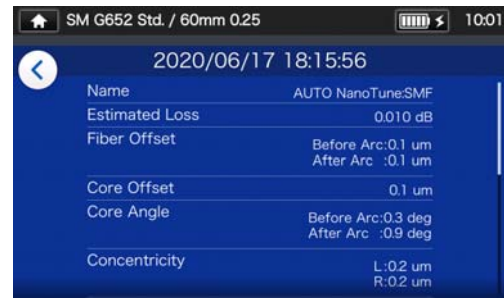 SM G652 Std. / 60mm 0.25 10:01
2020/06/17 18:15:56
Name AUTO NanoTune:SMF
Estimated Loss 0.010 dB
Fiber Offset Before Arc:0.1 um
After Arc :0.1 um
Core Offset 0.1 um
Core Angle Before Arc:0.3 deg
After Arc :0.9 deg
Concentricity L:0.2 um
R:0.2 um